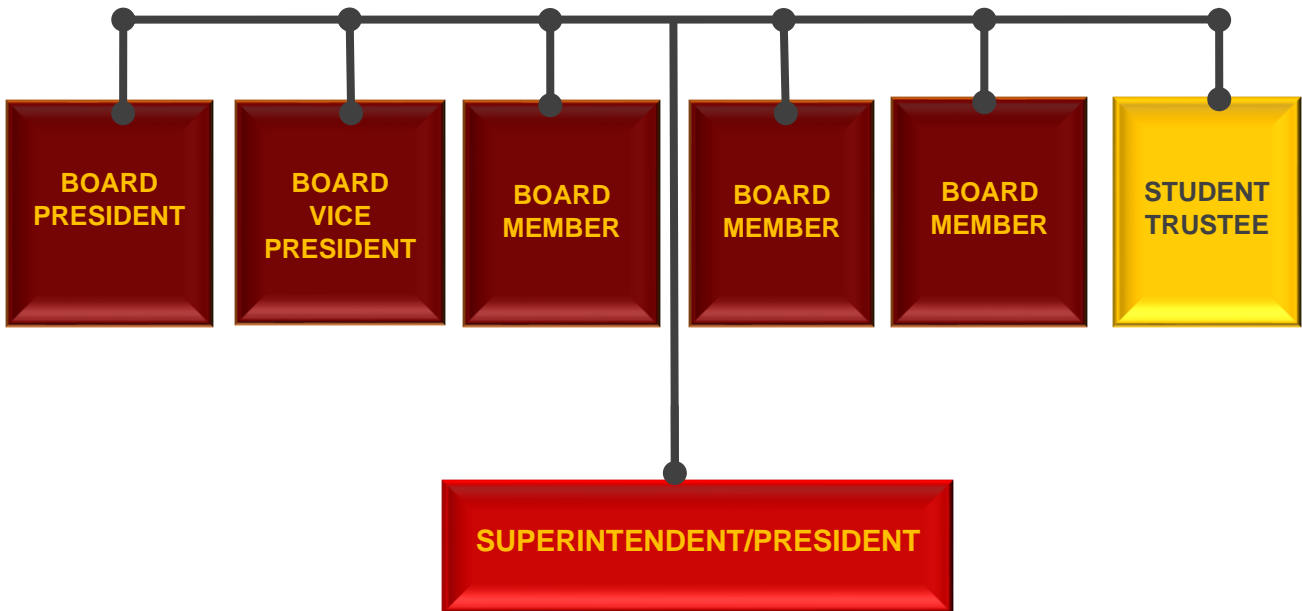 BOARD
PRESIDENT
BOARD
VICE
PRESIDENT
BOARD
MEMBER
BOARD
MEMBER
BOARD
MEMBER
STUDENT
TRUSTEE
SUPERINTENDENT/PRESIDENT